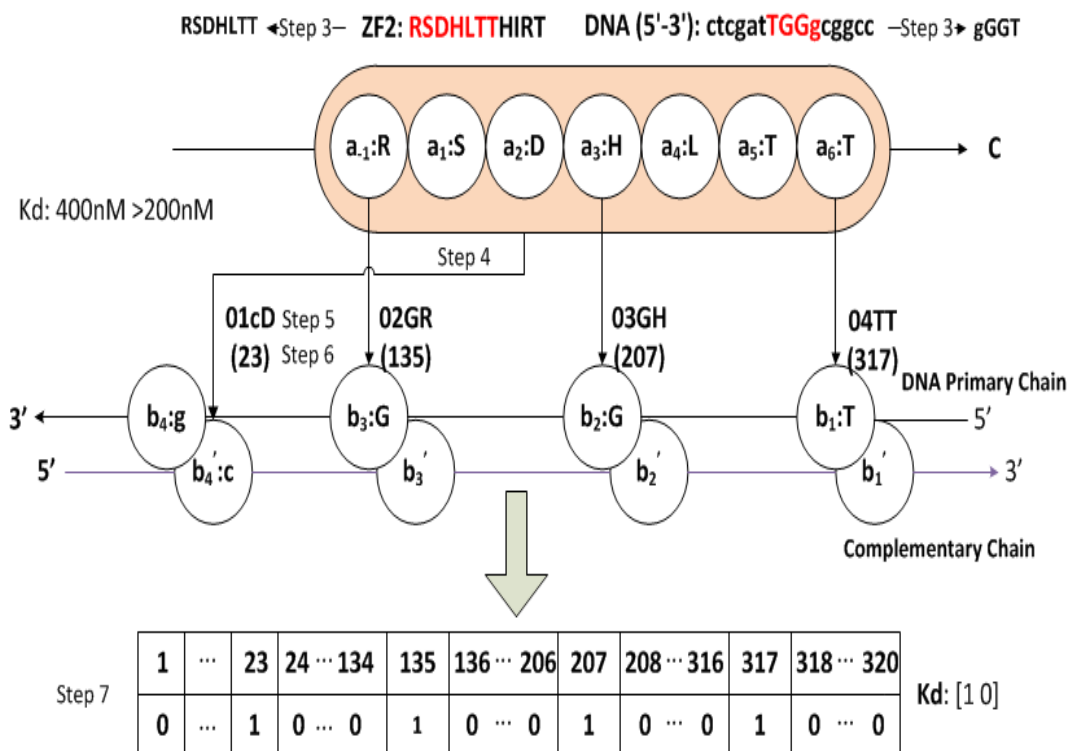 RSDHLTT ◄Step 3– ZF2: RSDHLTTHIRT DNA (5'-3'): ctcgatTGGgcggcc –Step 3► gGGT
a-1:R a1:S a2:D a3:H a4:L a5:T a6:T C
Kd: 400nM >200nM
Step 4
01cD Step 5 02GR 03GH 04TT
(23) Step 6 (135) (207) (317)
DNA Primary Chain
3' b4:g b3:G b2:G b1:T 5'
5' b4':c b3' b2' b1' 3'
Complementary Chain
1 ... 23 24 ... 134 135 136 ... 206 207 208 ... 316 317 318 ... 320
Step 7 Kd: [1 0]
0 ... 1 0 ... 0 1 0 ... 0 1 0 ... 0 1 0 ... 0